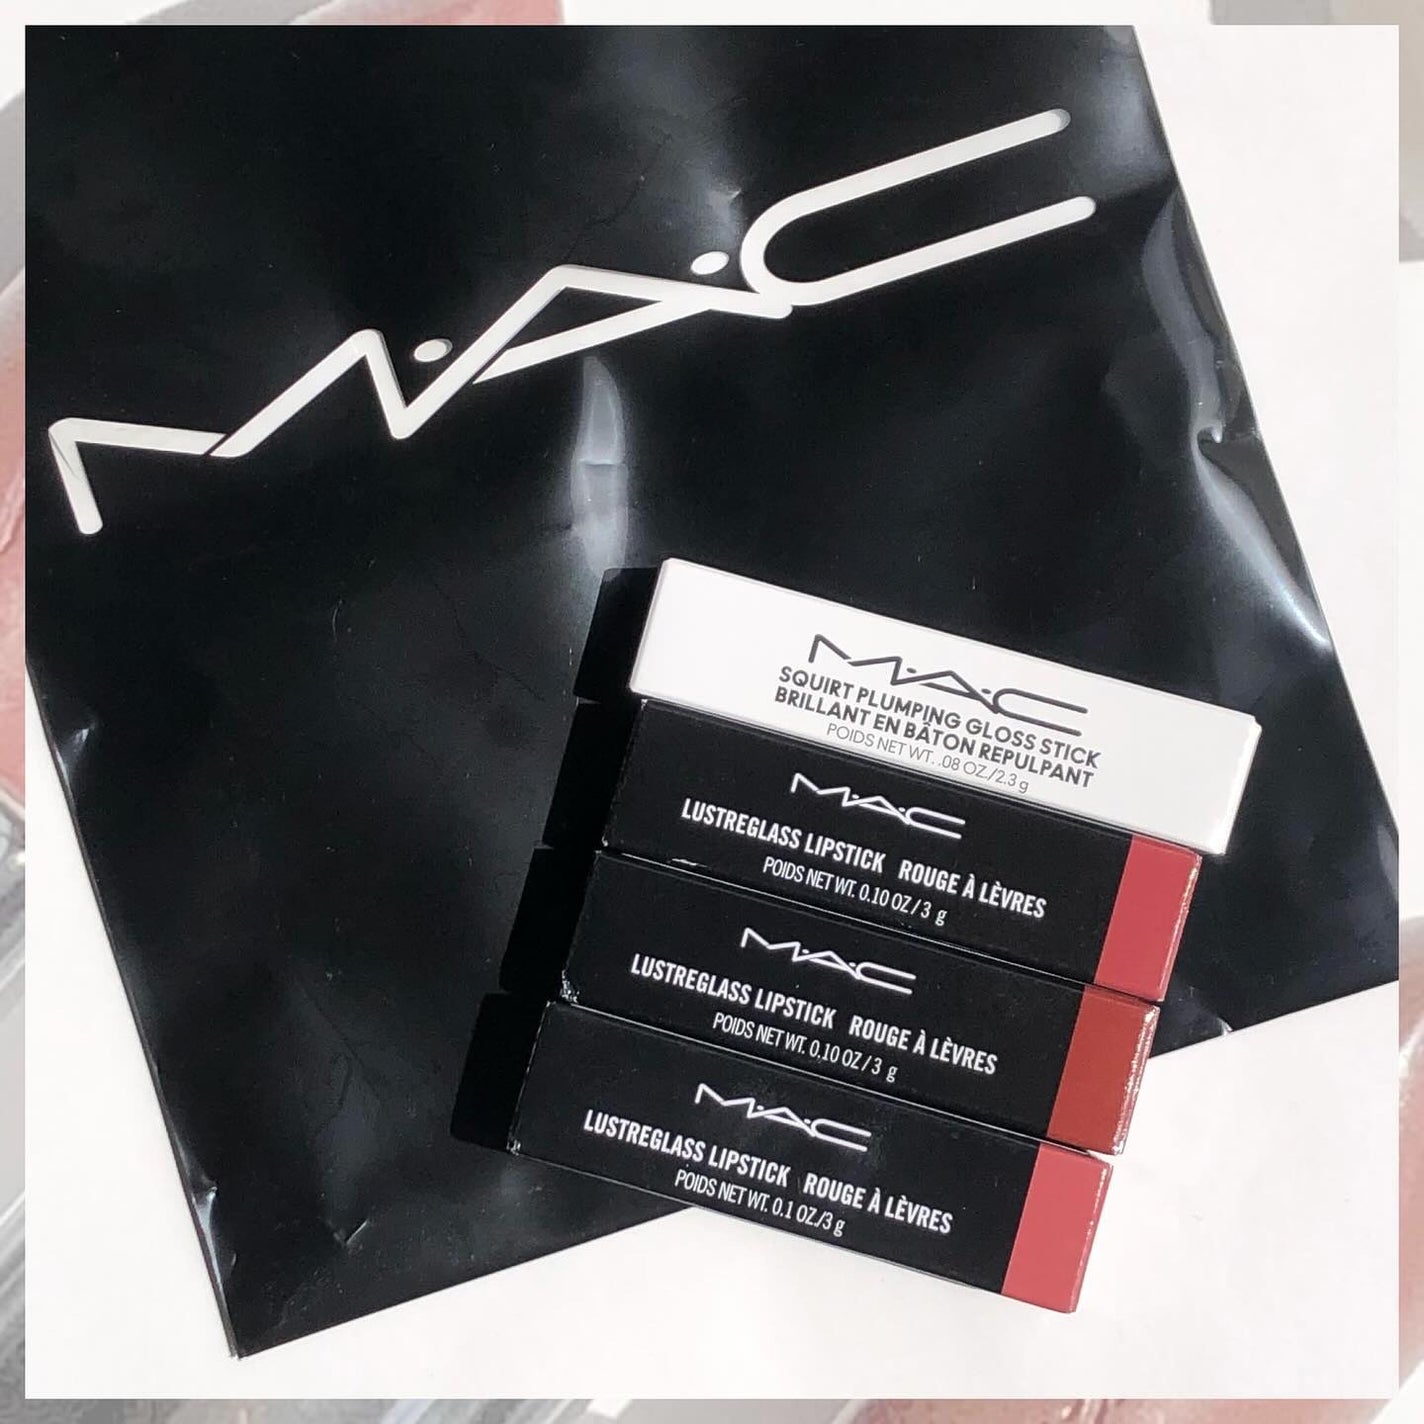 M·A·C
M·A·C
SQUIRT PLUMPING GLOSS STICK
BRILLANT EN BÂTON REPULPANT
POIDS NET WT. .08 OZ./2.3 g
M·A·C
LUSTREGLASS LIPSTICK ROUGE À LÈVRES
POIDS NET WT. 0.10 OZ / 3 g
M·A·C
LUSTREGLASS LIPSTICK ROUGE À LÈVRES
POIDS NET WT. 0.10 OZ / 3 g
M·A·C
LUSTREGLASS LIPSTICK ROUGE À LÈVRES
POIDS NET WT. 0.1 OZ./3 g